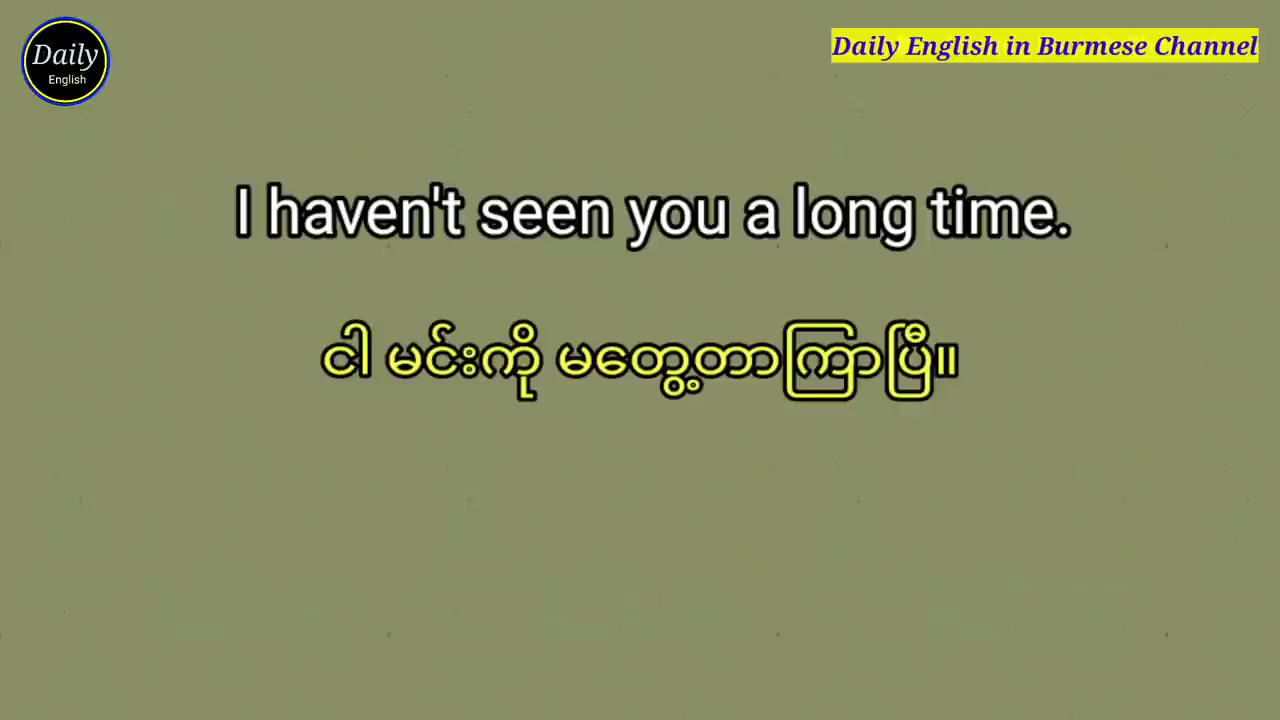 Daily
English
Daily English in Burmese Channel
I haven't seen you a long time.
ငါ မင်းကို မတွေ့တာကြာပြီ။